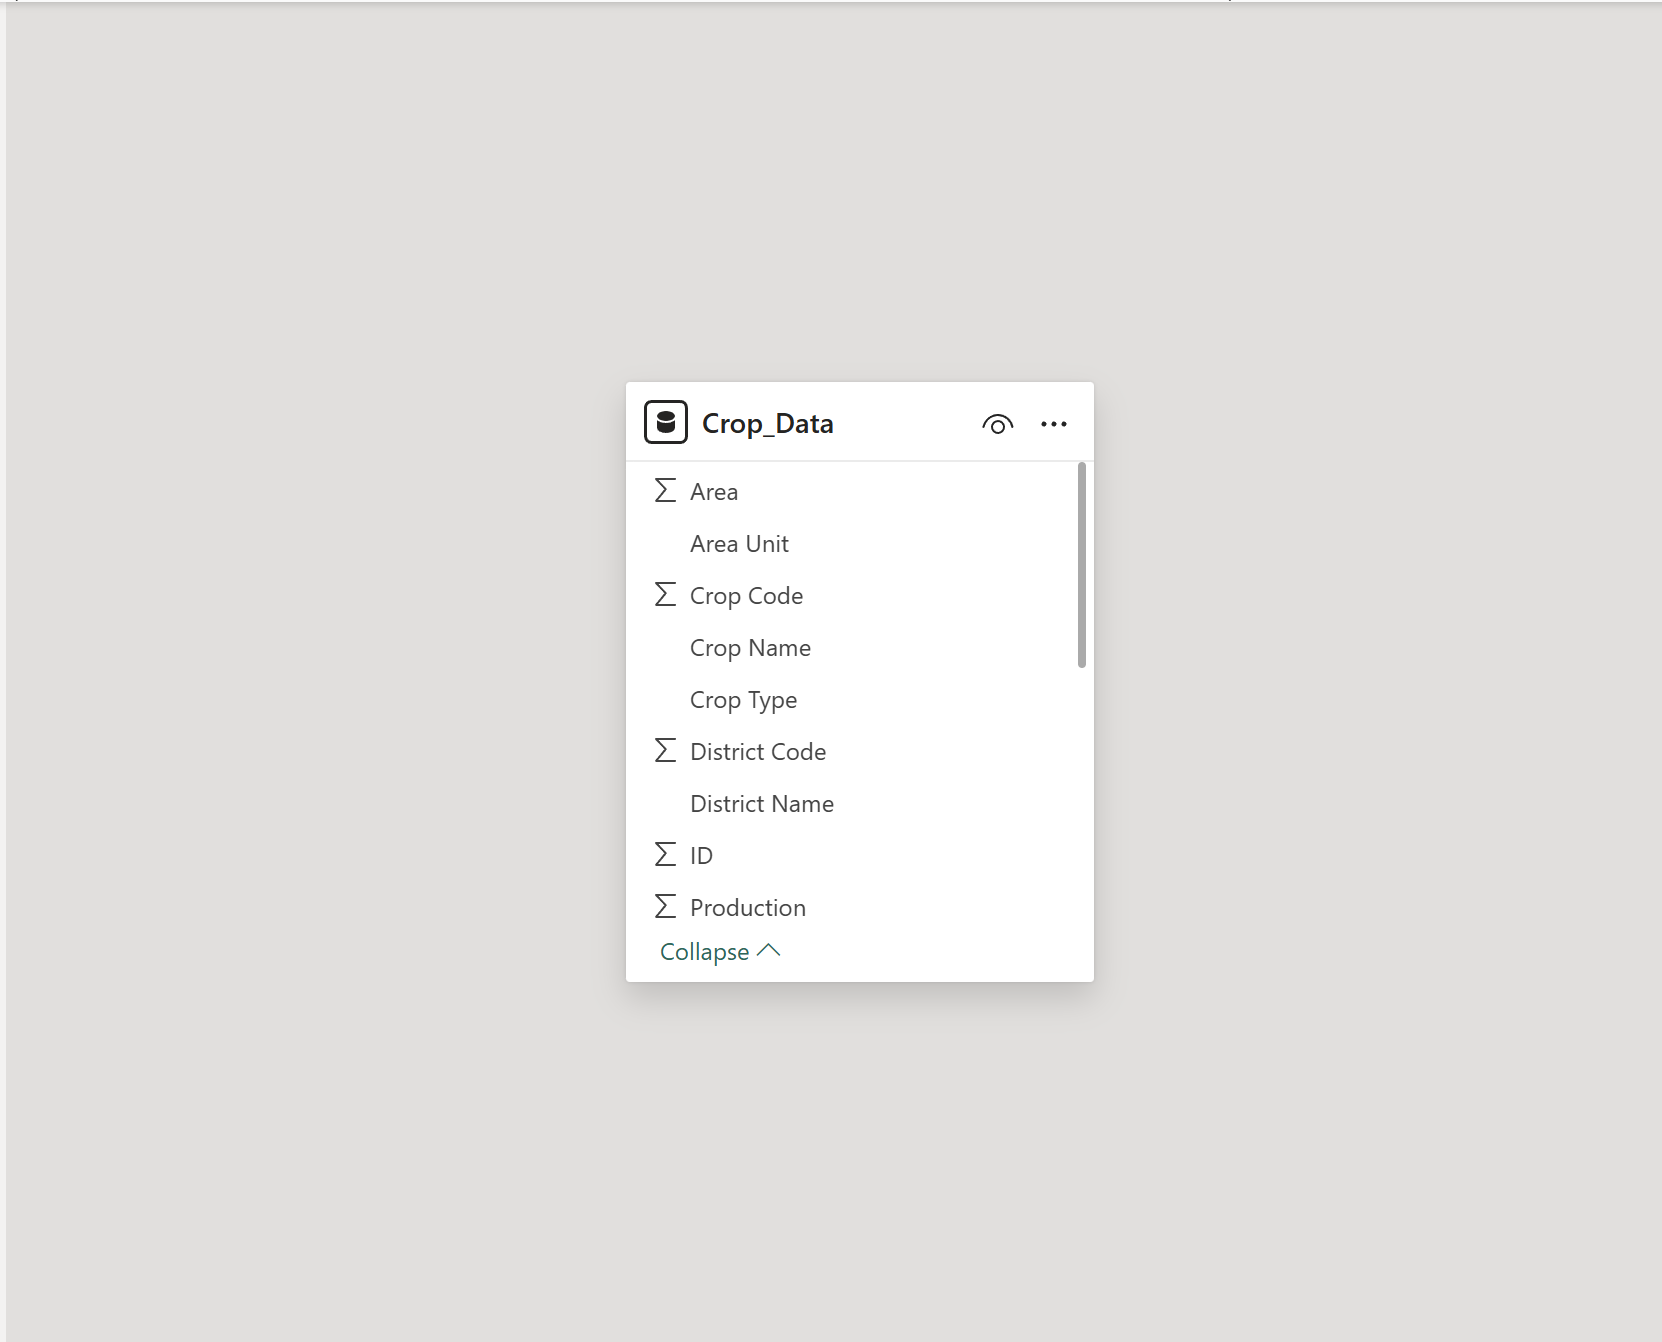 Crop_Data
Area
Area Unit
Crop Code
Crop Name
Crop Type
District Code
District Name
ID
Production
Collapse